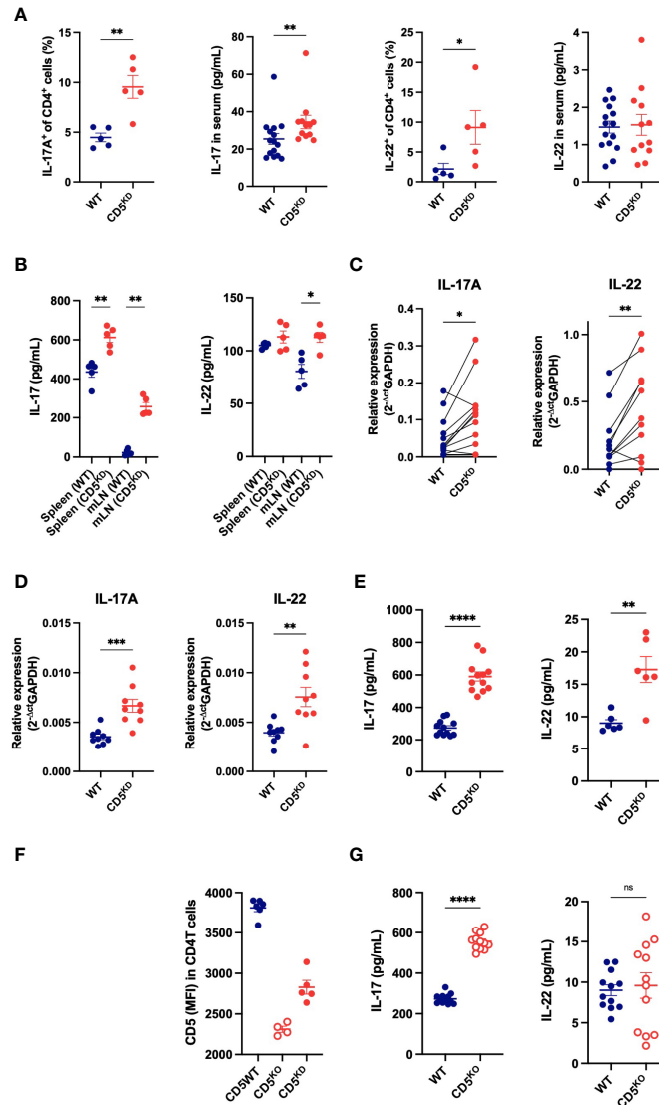 A
IL-17A⁺ of CD4⁺ cells (%)
15
10
5
0
**
WT
CD5ᴷᴰ
IL-17 in serum (pg/mL)
80
60
40
20
0
**
WT
CD5ᴷᴰ
IL-22⁺ of CD4⁺ cells (%)
25
20
15
10
5
0
*
WT
CD5ᴷᴰ
IL-22 in serum (pg/mL)
4
3
2
1
0
WT
CD5ᴷᴰ
B
IL-17 (pg/mL)
800
600
400
200
0
**
**
Spleen (WT)
Spleen (CD5ᴷᴰ)
mLN (WT)
mLN (CD5ᴷᴰ)
IL-22 (pg/mL)
150
100
50
0
*
Spleen (WT)
Spleen (CD5ᴷᴰ)
mLN (WT)
mLN (CD5ᴷᴰ)
C
IL-17A
Relative expression
(2^-ΔctGAPDH)
0.4
0.3
0.2
0.1
0.0
*
WT
CD5ᴷᴰ
IL-22
Relative expression
(2^-ΔctGAPDH)
1.0
0.5
0.0
**
WT
CD5ᴷᴰ
D
IL-17A
Relative expression
(2^-ΔctGAPDH)
0.015
0.010
0.005
0.000
***
WT
CD5ᴷᴰ
IL-22
Relative expression
(2^-ΔctGAPDH)
0.015
0.010
0.005
0.000
**
WT
CD5ᴷᴰ
E
IL-17 (pg/mL)
1000
800
600
400
200
0
****
WT
CD5ᴷᴰ
IL-22 (pg/mL)
25
20
15
10
5
0
**
WT
CD5ᴷᴰ
F
CD5 (MFI) in CD4T cells
4000
3500
3000
2500
2000
CD5WT
CD5ᴷᴼ
CD5ᴷᴰ
G
IL-17 (pg/mL)
800
600
400
200
0
****
WT
CD5ᴷᴼ
IL-22 (pg/mL)
20
15
10
5
0
ns
WT
CD5ᴷᴼ